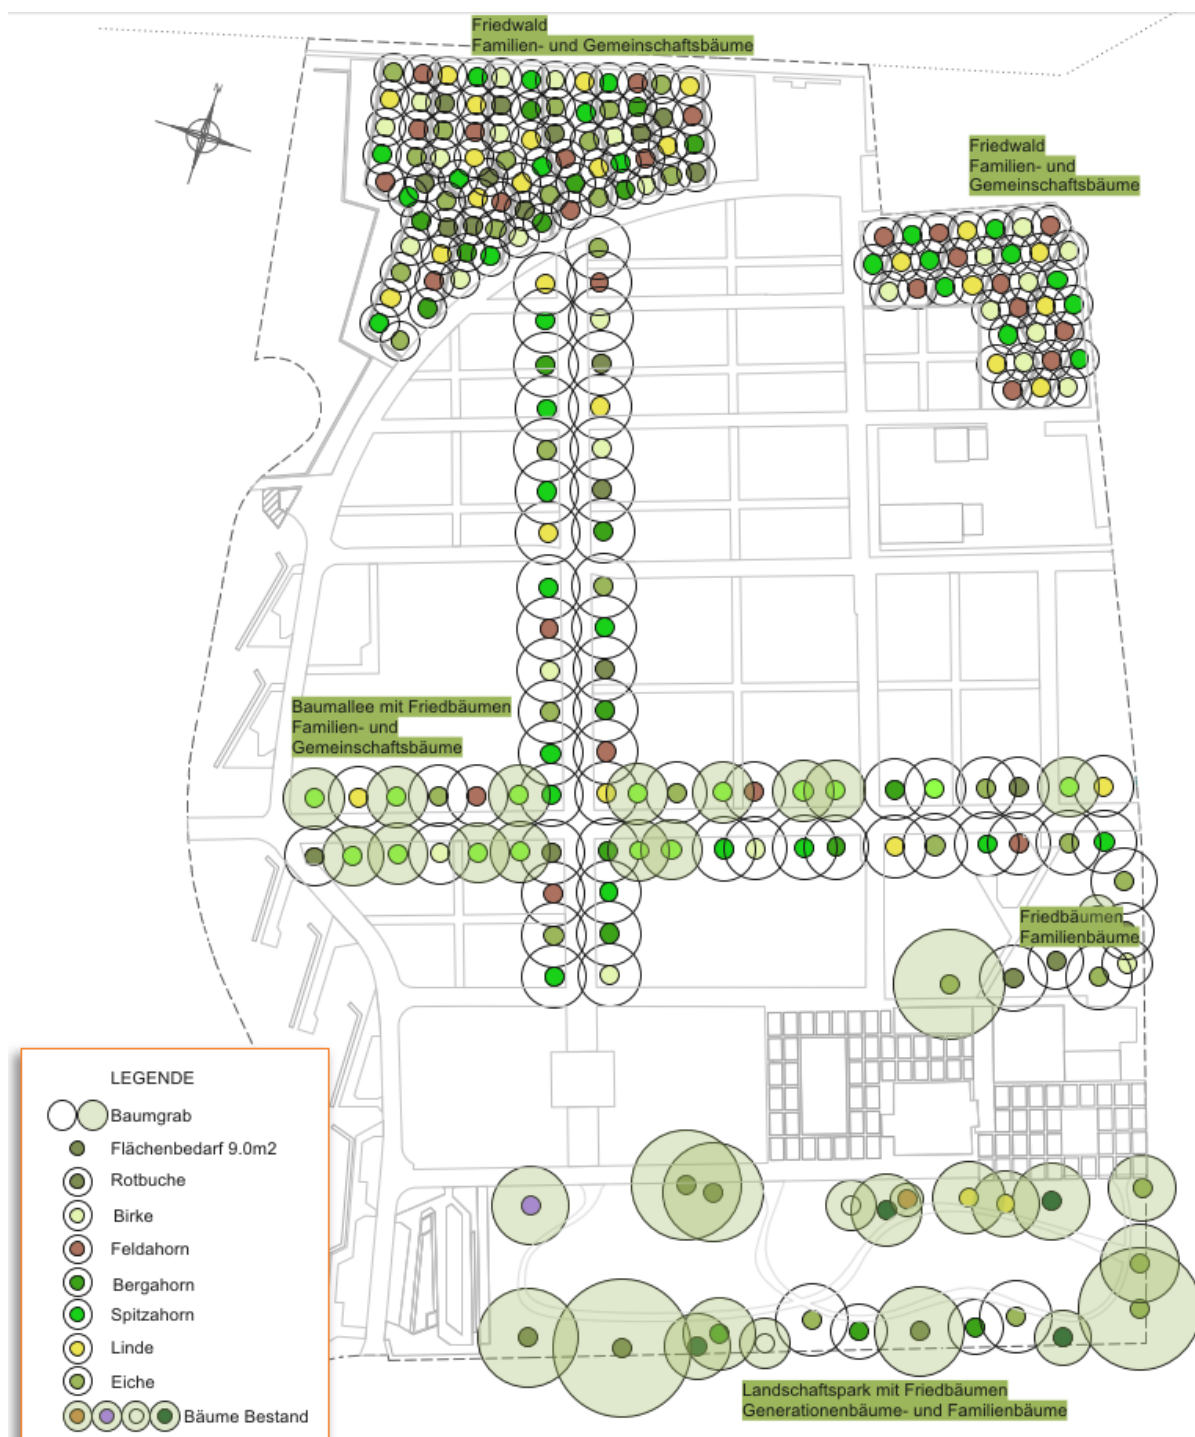 Friedwald
Familien- und Gemeinschaftsbäume
Friedwald
Familien- und
Gemeinschaftsbäume
Baumallee mit Friedbäumen
Familien- und
Gemeinschaftsbäume
Friedbäumen
Familienbäume
LEGENDE
Baumgrab
Flächenbedarf 9.0m2
Rotbuche
Birke
Feldahorn
Bergahorn
Spitzahorn
Linde
Eiche
Bäume Bestand
Landschaftspark mit Friedbäumen
Generationenbäume- und Familienbäume